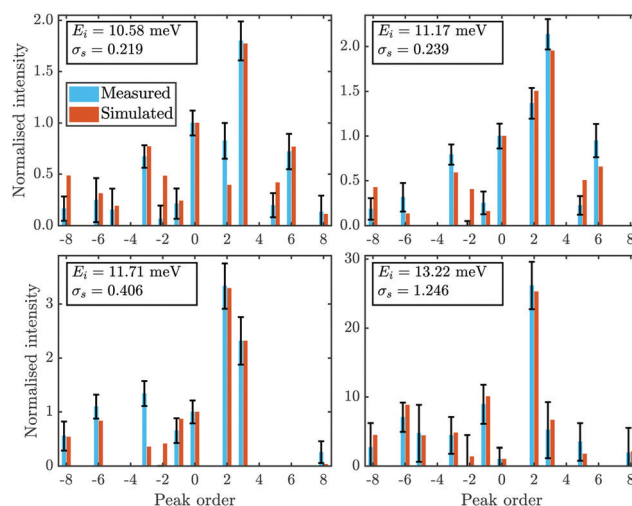 E_i = 10.58 meV
σ_s = 0.219
Measured
Simulated
Normalised intensity
2.0
1.5
1.0
0.5
0.0
-8 -6 -4 -2 0 2 4 6 8
E_i = 11.17 meV
σ_s = 0.239
2.0
1.5
1.0
0.5
0.0
-8 -6 -4 -2 0 2 4 6 8
E_i = 11.71 meV
σ_s = 0.406
Normalised intensity
3
2
1
0
-8 -6 -4 -2 0 2 4 6 8
Peak order
E_i = 13.22 meV
σ_s = 1.246
30
20
10
0
-8 -6 -4 -2 0 2 4 6 8
Peak order